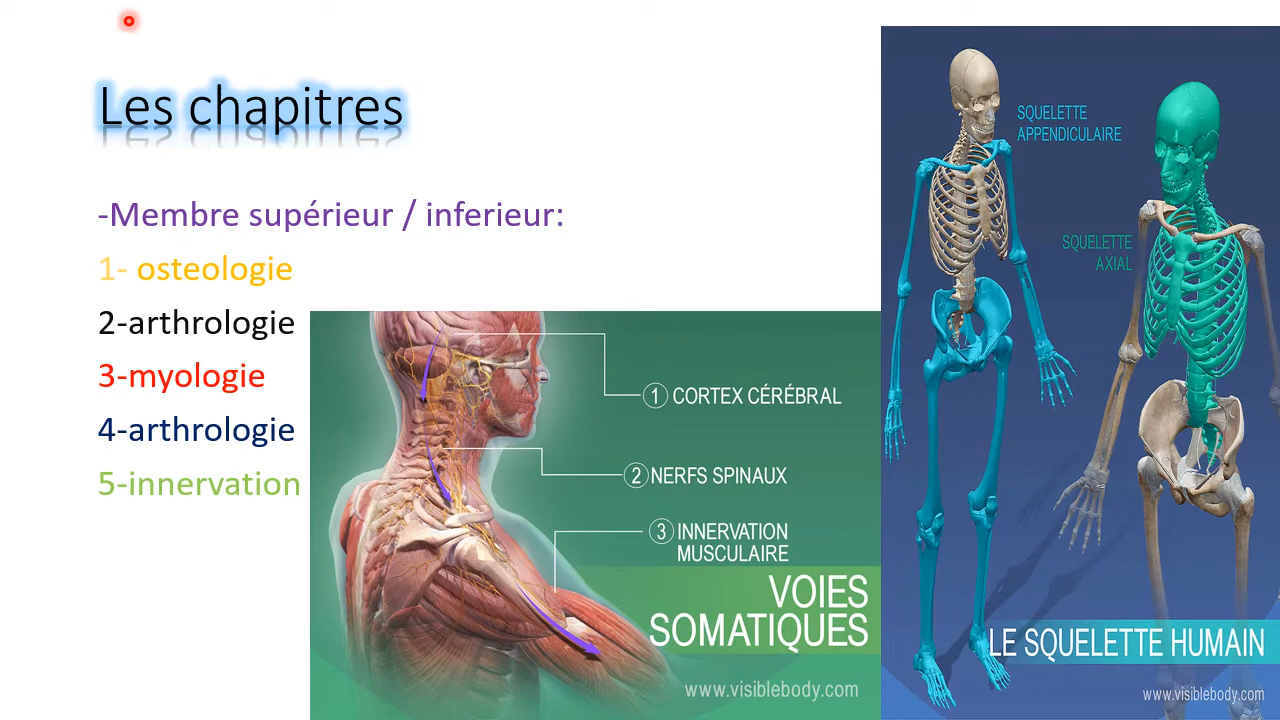 Les chapitres
-Membre supérieur / inferieur:
1- osteologie
2-arthrologie
3-myologie
4-arthrologie
5-innervation
1 CORTEX CÉRÉBRAL
2 NERFS SPINAUX
3 INNERVATION
MUSCULAIRE
VOIES
SOMATIQUES
www.visiblebody.com
SQUELETTE
APPENDICULAIRE
SQUELETTE
AXIAL
LE SQUELETTE HUMAIN
www.visiblebody.com